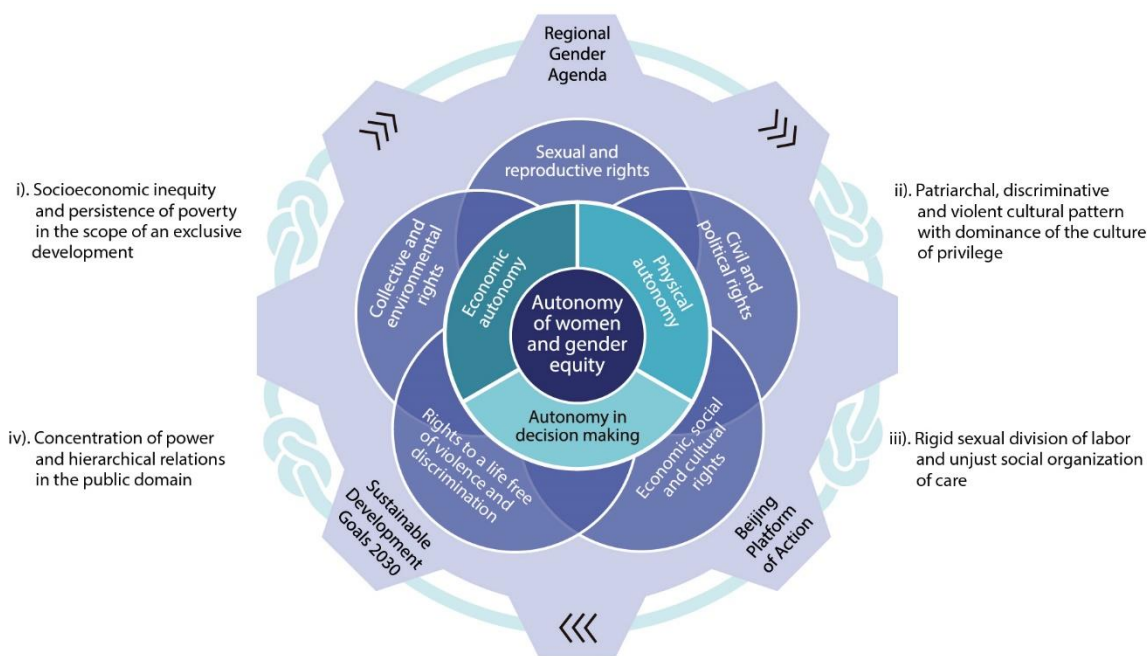 Regional
Gender
Agenda
i). Socioeconomic inequity
and persistence of poverty
in the scope of an exclusive
development
ii). Patriarchal, discriminative
and violent cultural pattern
with dominance of the culture
of privilege
Sexual and
reproductive rights
Collective and
environmental
rights
Civil and
political rights
Economic
autonomy
Physical
autonomy
Autonomy
of women
and gender
equity
Autonomy in
decision making
Rights to a life free
of violence and
discrimination
Economic, social
and cultural
rights
iv). Concentration of power
and hierarchical relations
in the public domain
iii). Rigid sexual division of labor
and unjust social organization
of care
Sustainable
Development
Goals 2030
Beijing
Platform
of Action